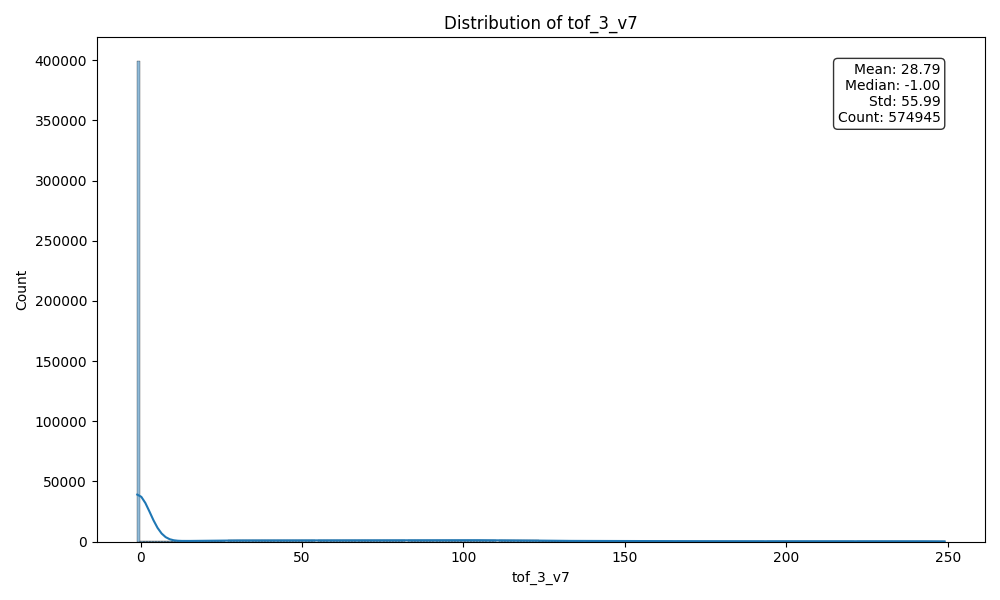 Distribution of tof_3_v7
Mean: 28.79
Median: -1.00
Std: 55.99
Count: 574945
400000
350000
300000
250000
200000
150000
100000
50000
0
Count
0 50 100 150 200 250
tof_3_v7